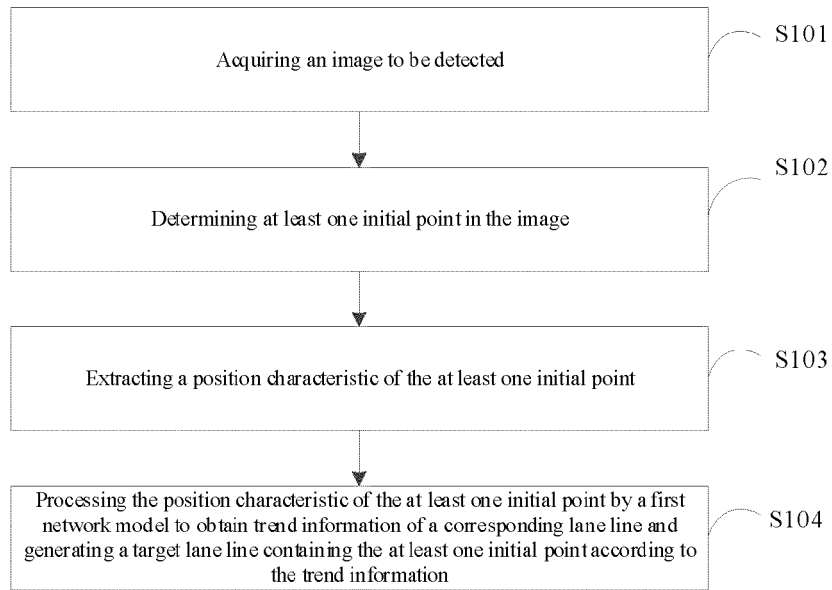 Acquiring an image to be detected
S101
Determining at least one initial point in the image
S102
Extracting a position characteristic of the at least one initial point
S103
Processing the position characteristic of the at least one initial point by a first
network model to obtain trend information of a corresponding lane line and
generating a target lane line containing the at least one initial point according to
the trend information
S104